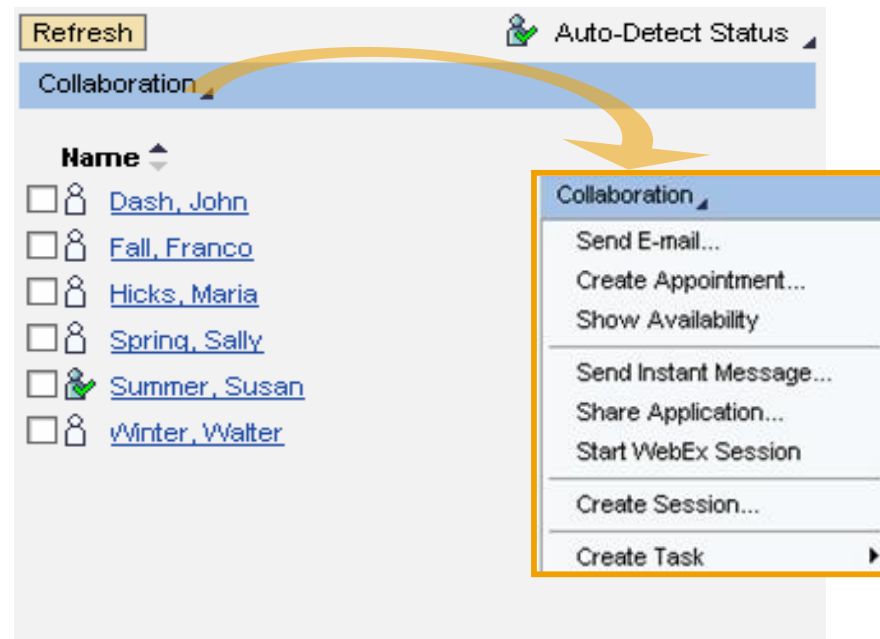 Refresh
Auto-Detect Status
Collaboration
Name
Dash, John
Fall, Franco
Hicks, Maria
Spring, Sally
Summer, Susan
Winter, Walter
Collaboration
Send E-mail...
Create Appointment...
Show Availability
Send Instant Message...
Share Application...
Start WebEx Session
Create Session...
Create Task